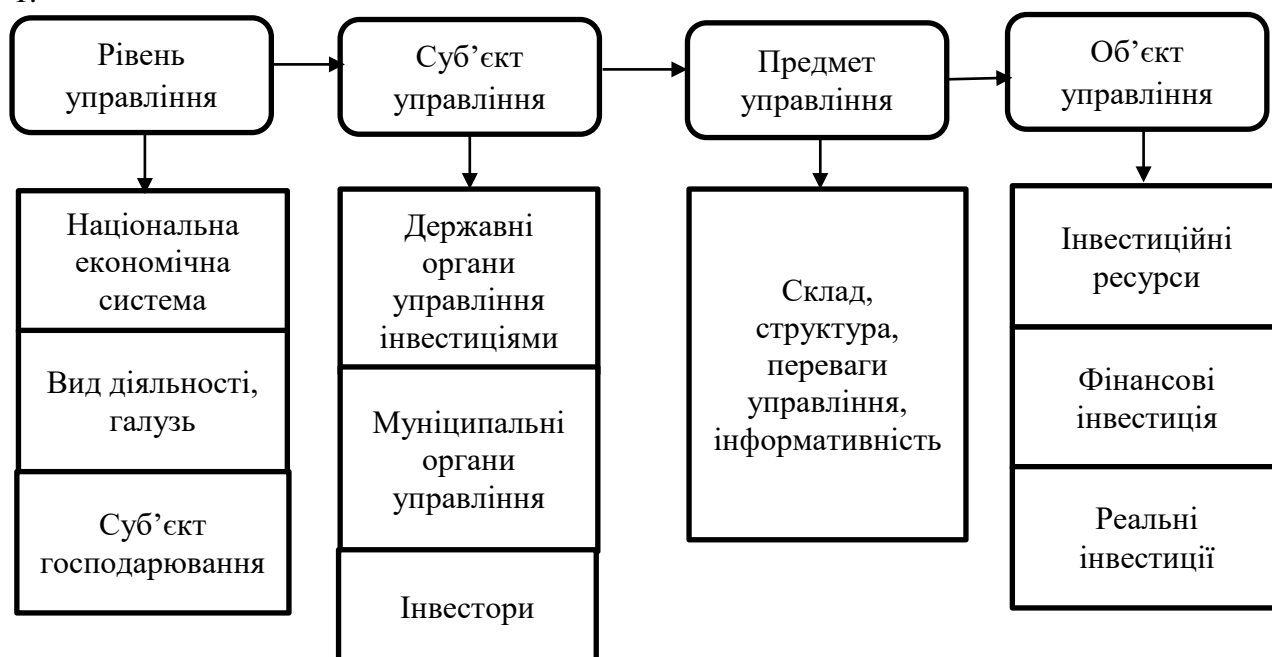 Рівень
управління
Суб’єкт
управління
Предмет
управління
Об’єкт
управління
Національна
економічна
система
Вид діяльності,
галузь
Суб’єкт
господарювання
Державні
органи
управління
інвестиціями
Муніципальні
органи
управління
Інвестори
Склад,
структура,
переваги
управління,
інформативність
Інвестиційні
ресурси
Фінансові
інвестиція
Реальні
інвестиції